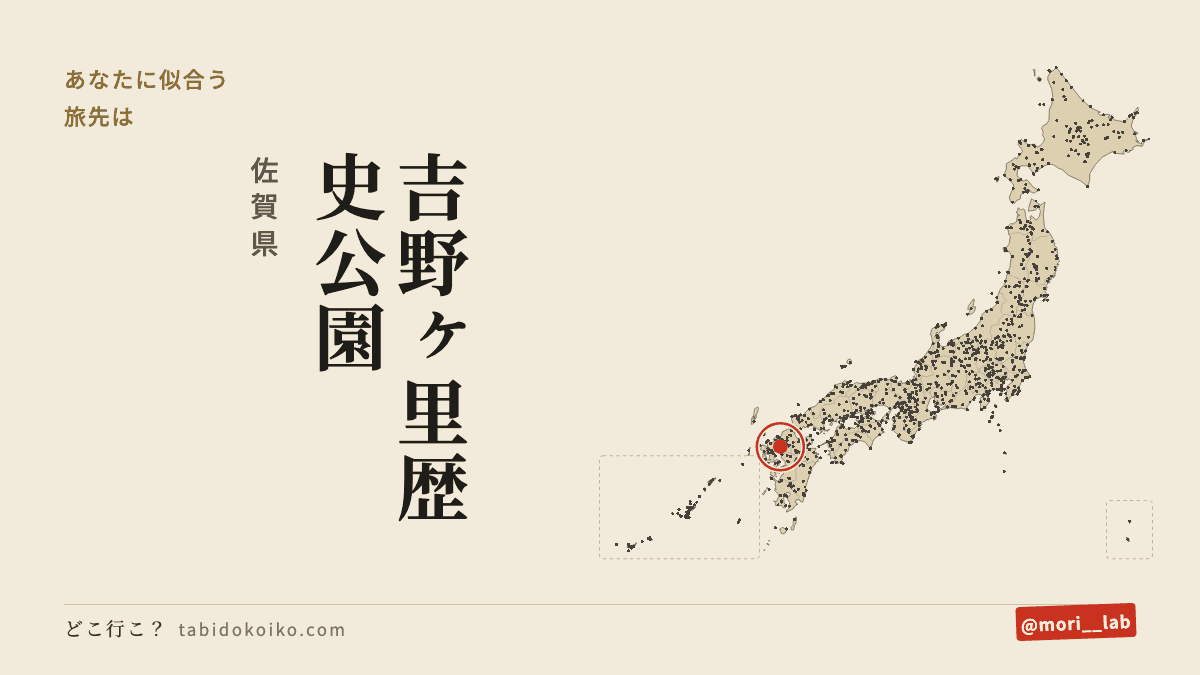 あなたに似合う
旅先は
吉野ヶ里歴
史公園
佐賀県
どこ行こ？ tabidokoiko.com
@mori__lab